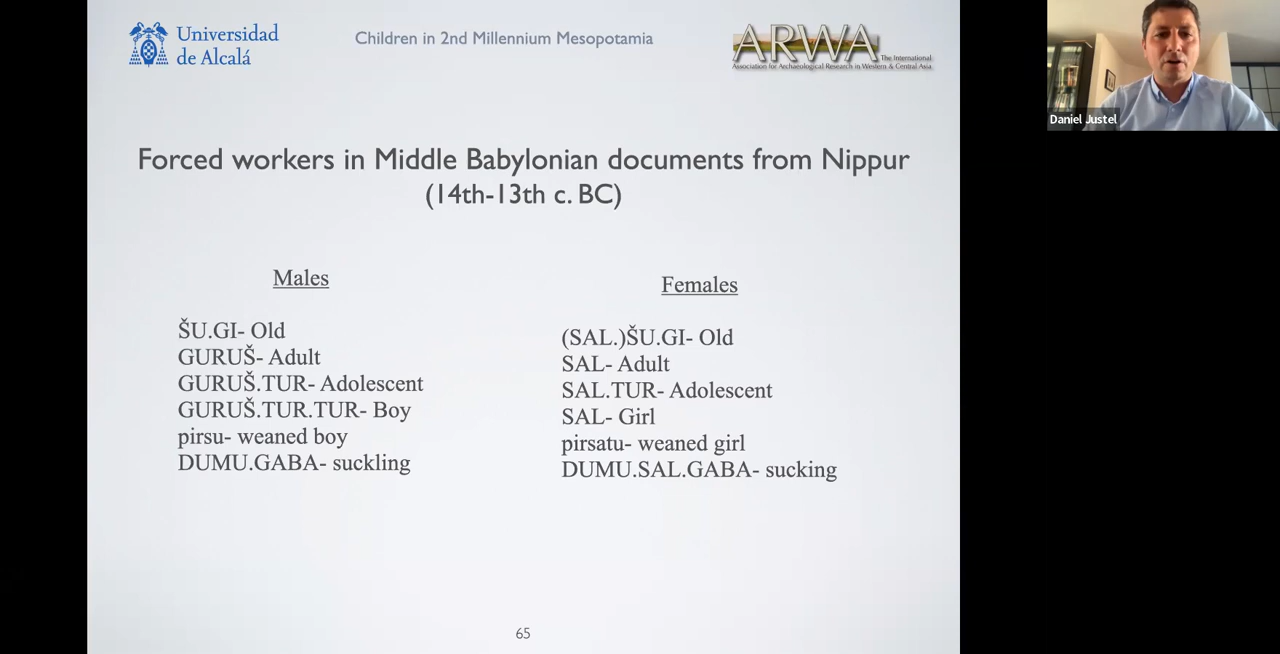 Universidad
de Alcalá
Children in 2nd Millennium Mesopotamia
ARWA
The International
Association for Archaeological Research in Western & Central Asia
Daniel Justel
Forced workers in Middle Babylonian documents from Nippur
(14th-13th c. BC)
Males
ŠU.GI- Old
GURUŠ- Adult
GURUŠ.TUR- Adolescent
GURUŠ.TUR.TUR- Boy
pirsu- weaned boy
DUMU.GABA- suckling
Females
(SAL.)ŠU.GI- Old
SAL- Adult
SAL.TUR- Adolescent
SAL- Girl
pirsatu- weaned girl
DUMU.SAL.GABA- sucking
65